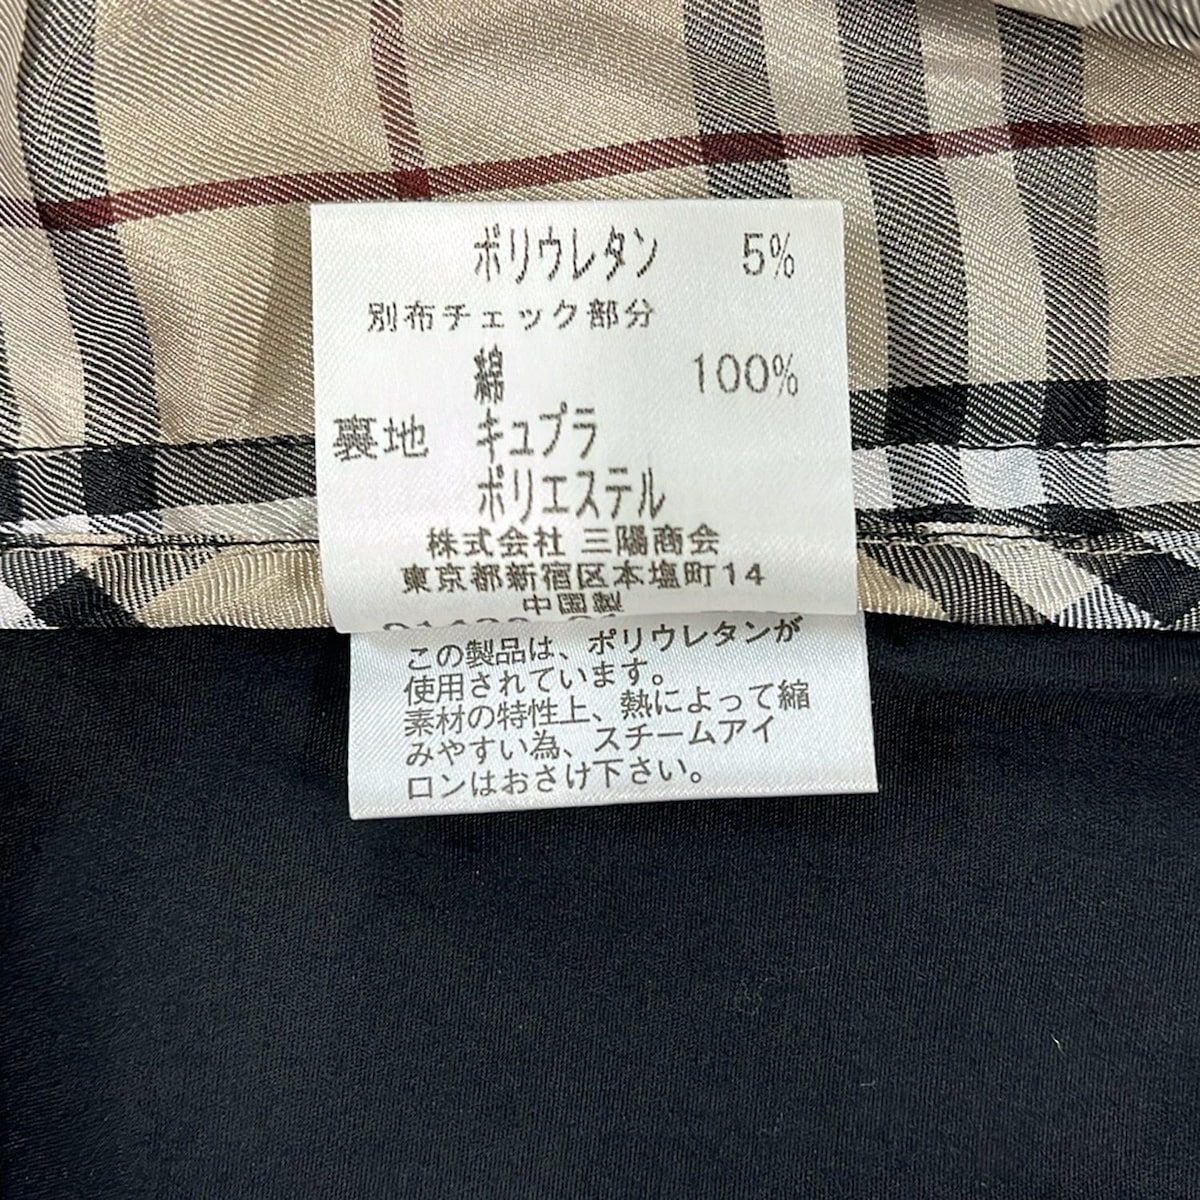 ポリウレタン 5%
別布チェック部分
綿 100%
裏地 キュプラ
ポリエステル
株式会社 三陽商会
東京都新宿区本塩町14
中国製
この製品は、ポリウレタンが
使用されています。
素材の特性上、熱によって縮
みやすい為、スチームアイ
ロンはおさけ下さい。